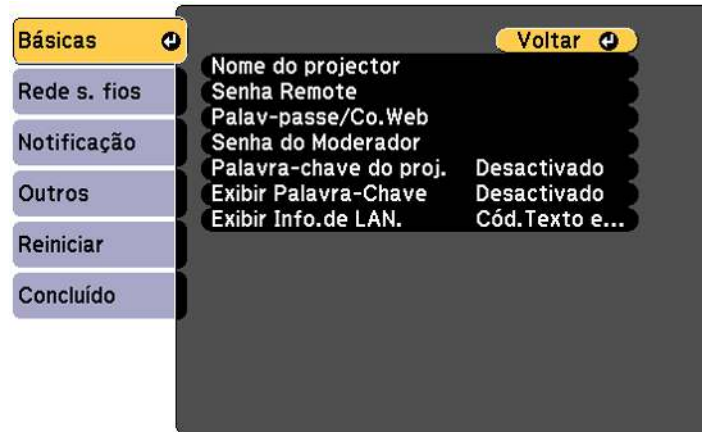 Básicas
Rede s. fios
Notificação
Outros
Reiniciar
Concluído
Voltar
Nome do projector
Senha Remote
Palav-passe/Co.Web
Senha do Moderador
Palavra-chave do proj. Desactivado
Exibir Palavra-Chave Desactivado
Exibir Info.de LAN. Cód.Texto e...